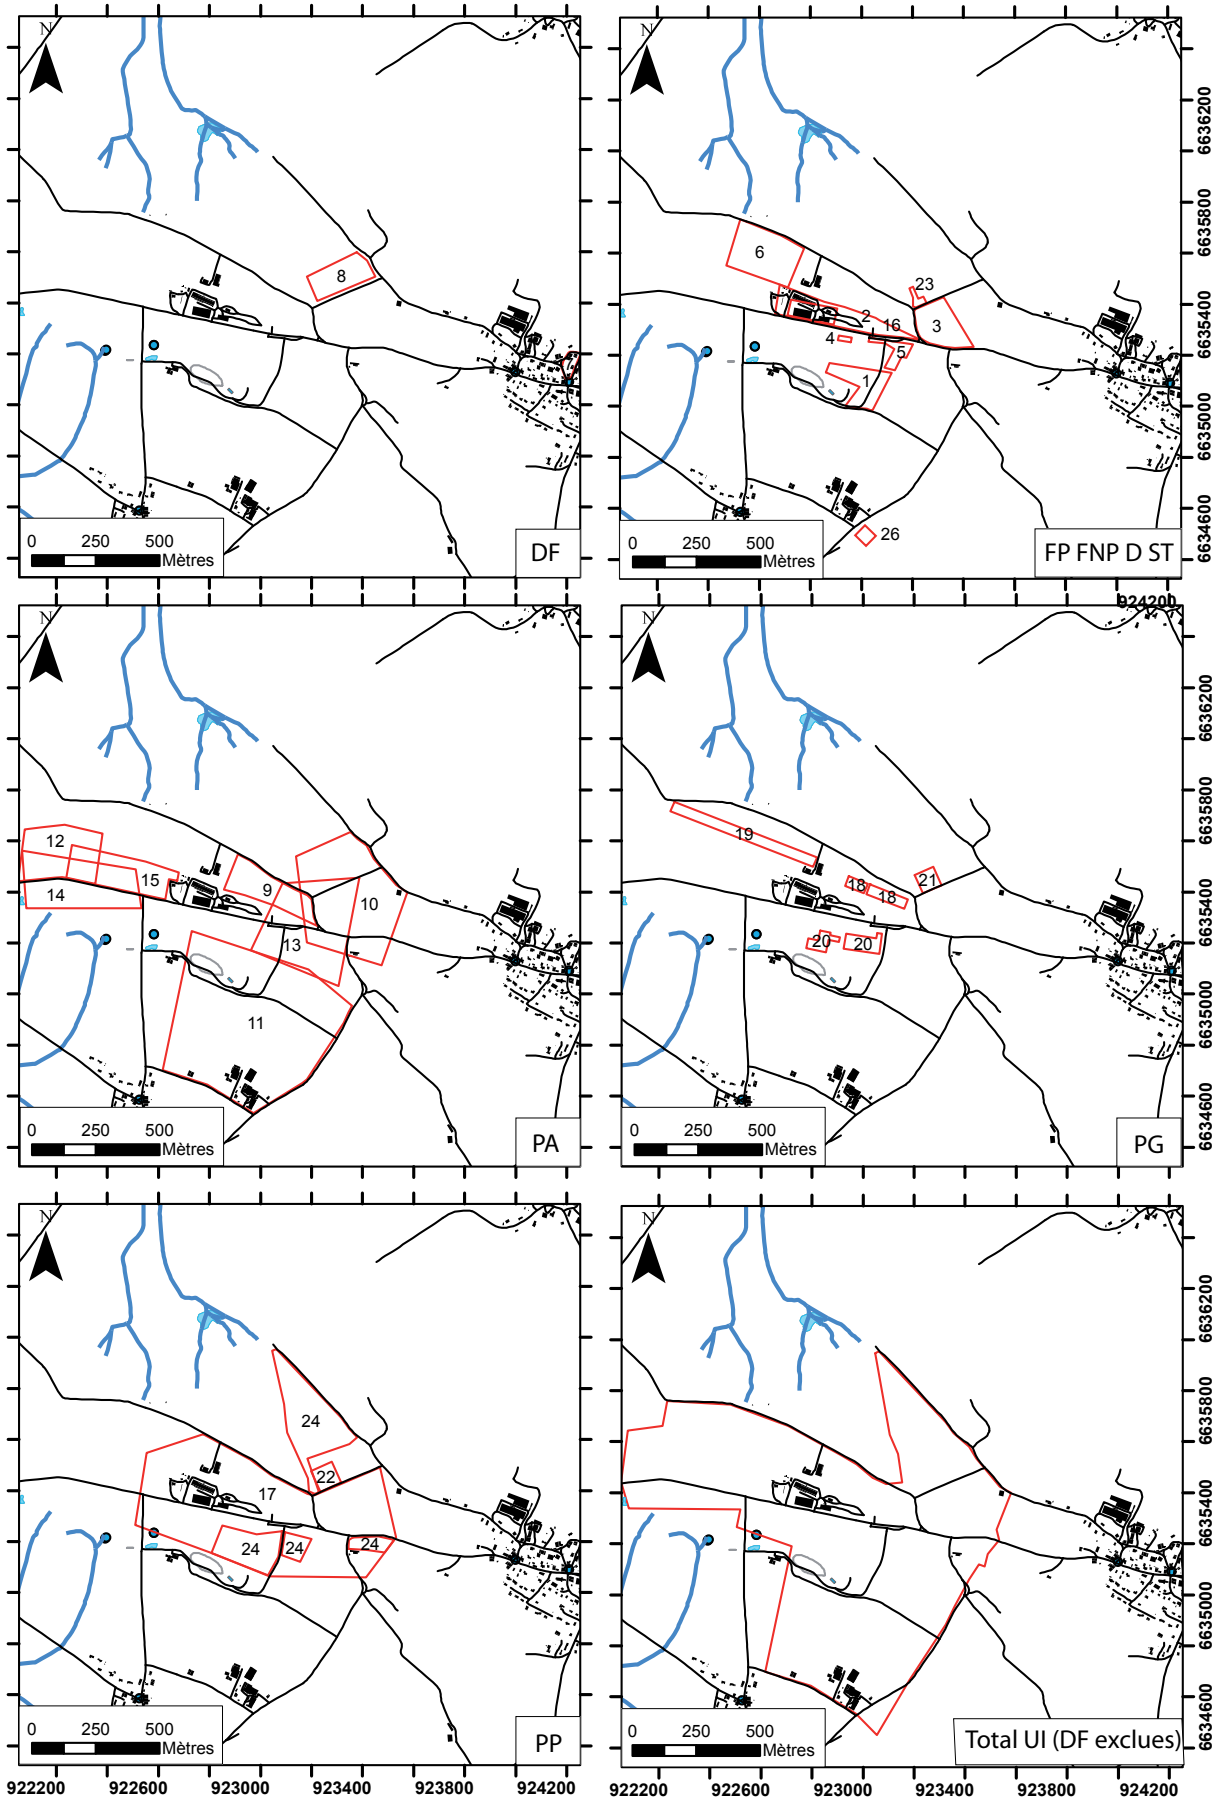 N
8
0 250 500
Mètres
DF
N
6
23
2
16
3
4
5
1
26
0 250 500
Mètres
FP FNP D ST
6636200
6635800
6635400
6635000
6634600
924200
N
12
15
14
9
10
13
11
0 250 500
Mètres
PA
N
19
18
18
21
20
20
0 250 500
Mètres
PG
6636200
6635800
6635400
6635000
6634600
N
24
22
17
24
24
24
0 250 500
Mètres
PP
N
0 250 500
Mètres
Total UI (DF exclues)
6636200
6635800
6635400
6635000
6634600
922200 922600 923000 923400 923800 924200
922200 922600 923000 923400 923800 924200